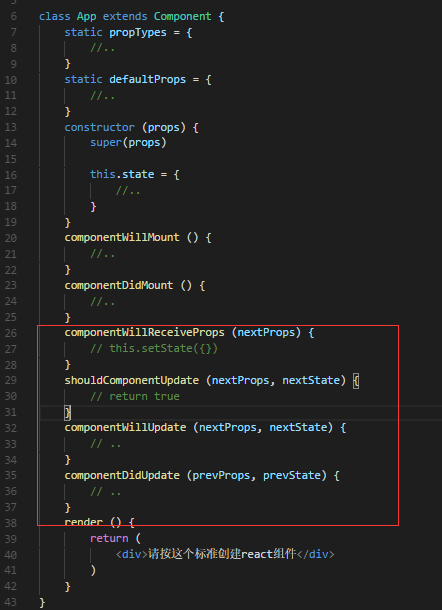 6 class App extends Component {
7 static propTypes = {
8 //..
9 }
10 static defaultProps = {
11 //..
12 }
13 constructor (props) {
14 super(props)
15
16 this.state = {
17 //..
18 }
19 }
20 componentWillMount () {
21 //..
22 }
23 componentDidMount () {
24 //..
25 }
26 componentWillReceiveProps (nextProps) {
27 // this.setState({})
28 }
29 shouldComponentUpdate (nextProps, nextState) {
30 // return true
31 }
32 componentWillUpdate (nextProps, nextState) {
33 // ..
34 }
35 componentDidUpdate (prevProps, prevState) {
36 // ..
37 }
38 render () {
39 return (
40 <div>请按这个标准创建react组件</div>
41 )
42 }
43 }